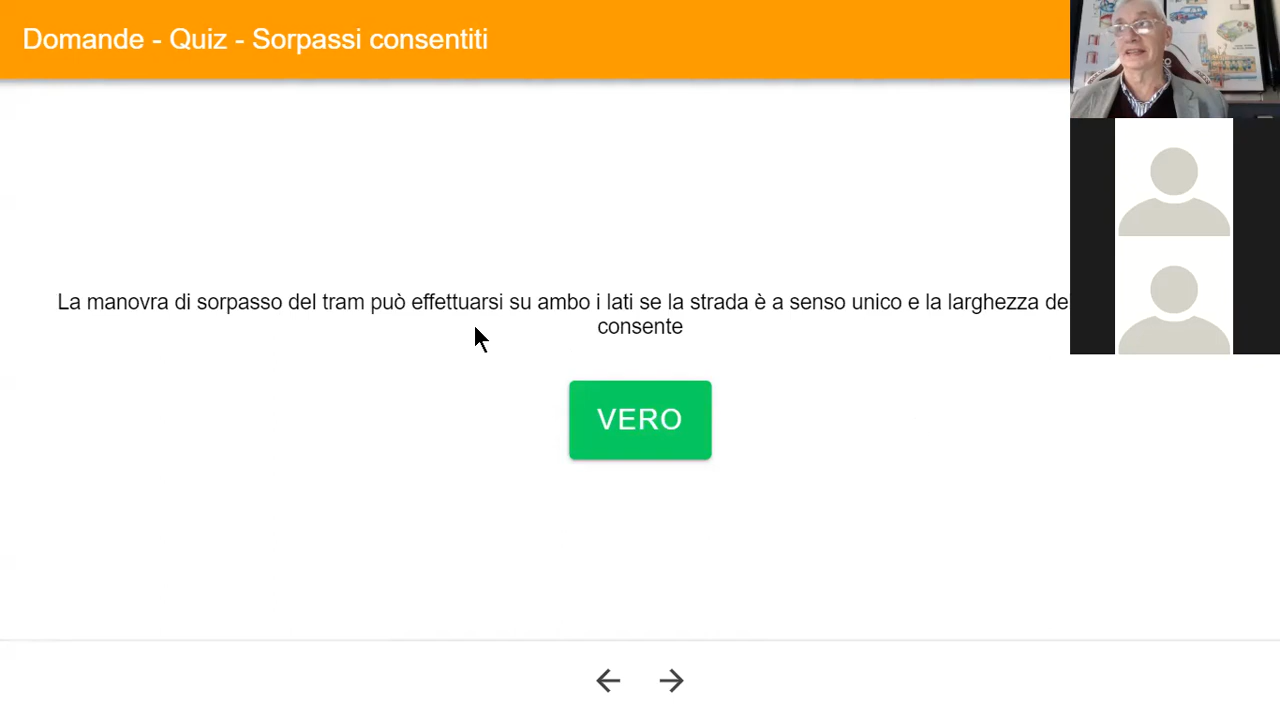 Domande - Quiz - Sorpassi consentiti
La manovra di sorpasso del tram può effettuarsi su ambo i lati se la strada è a senso unico e la larghezza de
consente
VERO